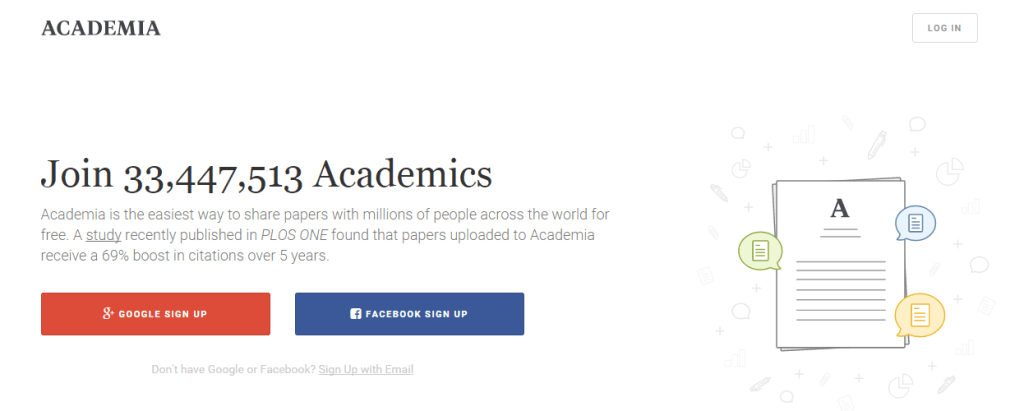 ACADEMIA
LOG IN
Join 33,447,513 Academics
Academia is the easiest way to share papers with millions of people across the world for
free. A study recently published in PLOS ONE found that papers uploaded to Academia
receive a 69% boost in citations over 5 years.
A
GOOGLE SIGN UP
FACEBOOK SIGN UP
Don't have Google or Facebook? Sign Up with Email